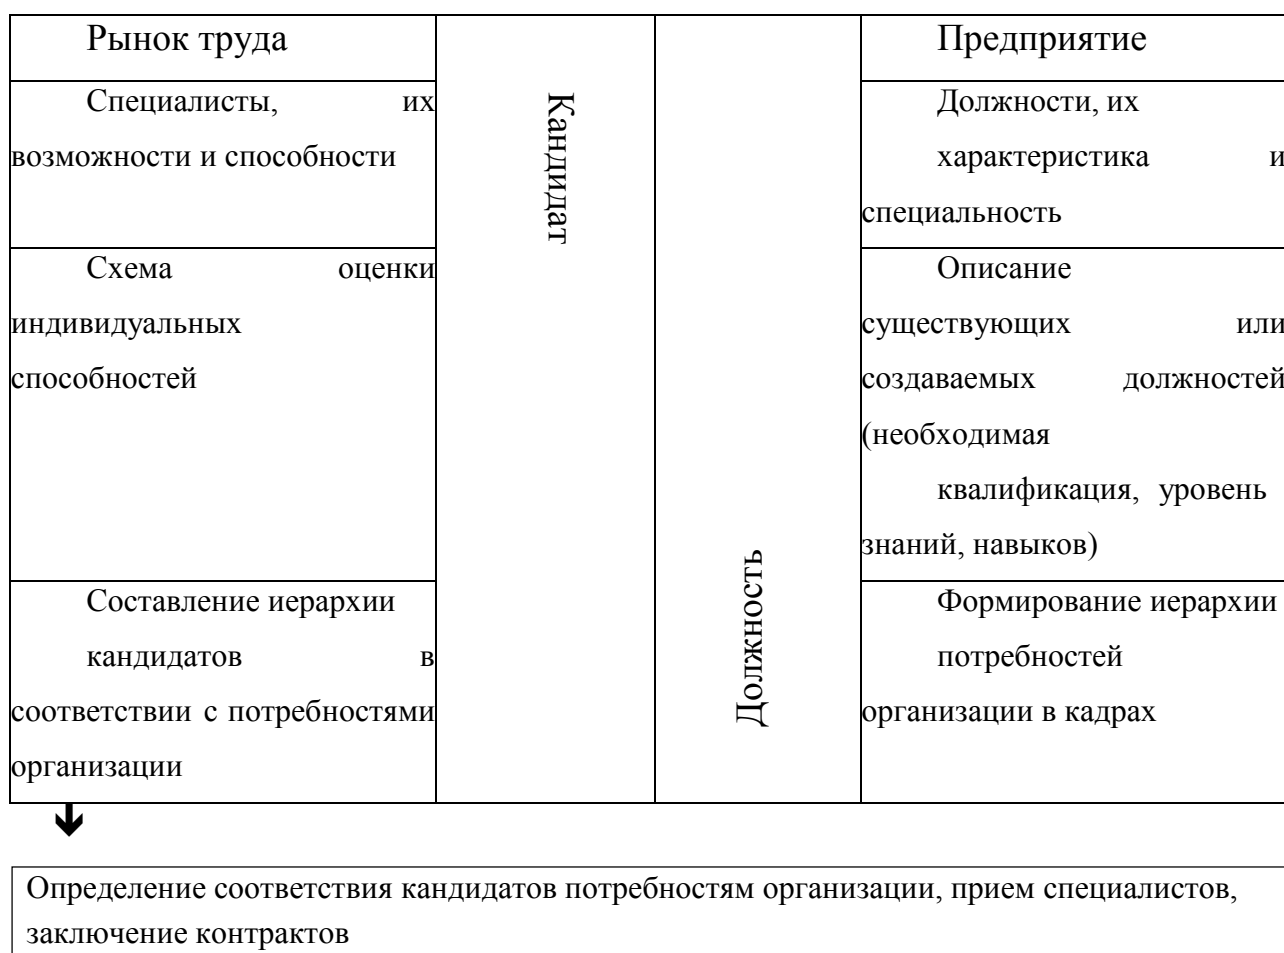 Рынок труда
Специалисты, их
возможности и способности
Схема оценки
индивидуальных
способностей
Составление иерархии
кандидатов в
соответствии с потребностями
организации
Кандидат
Должность
Предприятие
Должности, их
характеристика и
специальность
Описание
существующих или
создаваемых должностей
(необходимая
квалификация, уровень
знаний, навыков)
Формирование иерархии
потребностей
организации в кадрах
Определение соответствия кандидатов потребностям организации, прием специалистов,
заключение контрактов